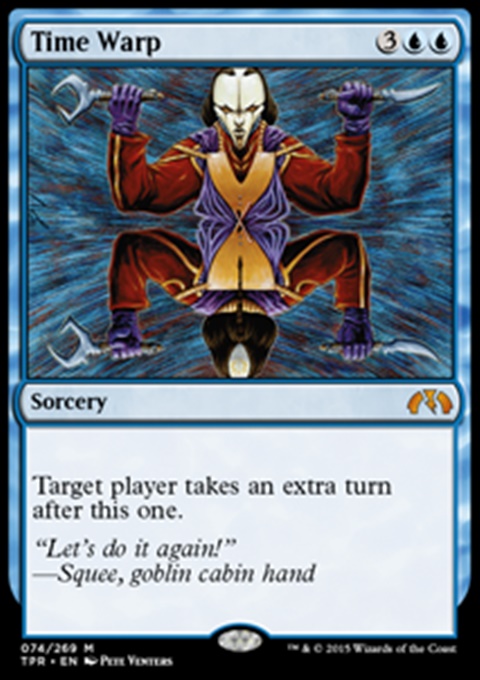 Time Warp 3
Sorcery
Target player takes an extra turn
after this one.
“Let’s do it again!”
—Squee, goblin cabin hand
074/269 M
TPR • EN Pete Venters
™ & © 2015 Wizards of the Coast